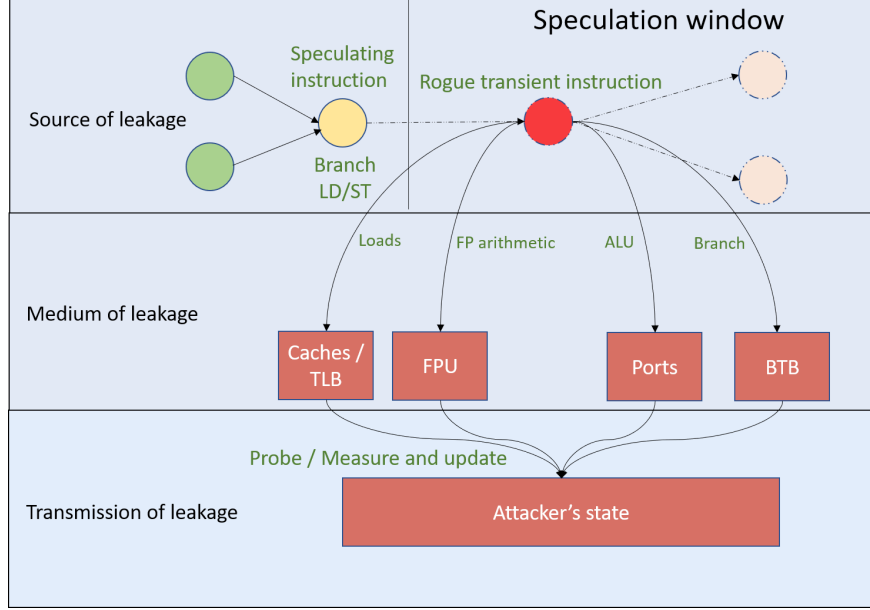 Speculation window
Speculating
instruction
Rogue transient instruction
Source of leakage
Branch
LD/ST
Loads
FP arithmetic
ALU
Branch
Medium of leakage
Caches /
TLB
FPU
Ports
BTB
Probe / Measure and update
Transmission of leakage
Attacker's state